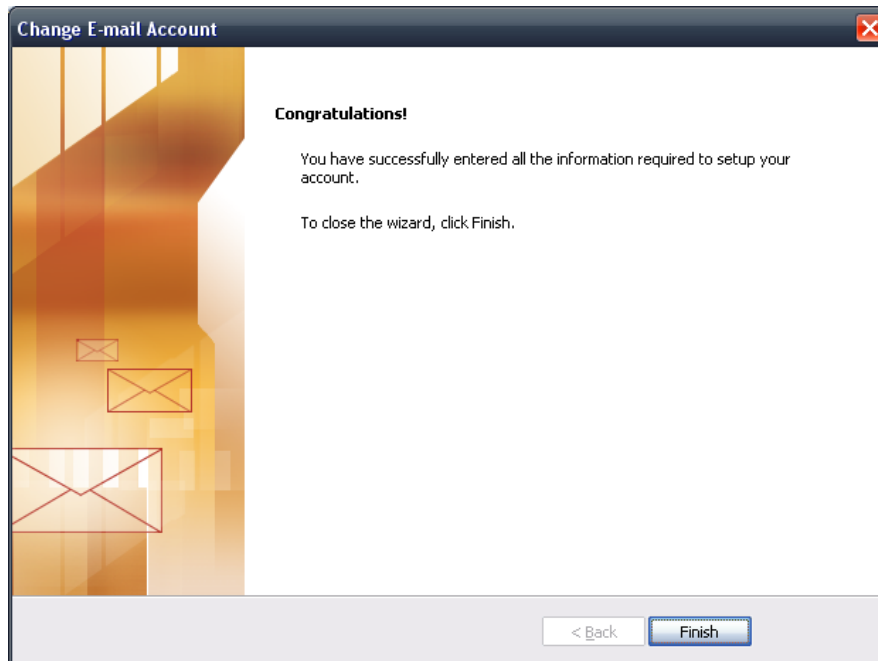 Change E-mail Account
Congratulations!
You have successfully entered all the information required to setup your
account.
To close the wizard, click Finish.
< Back
Finish